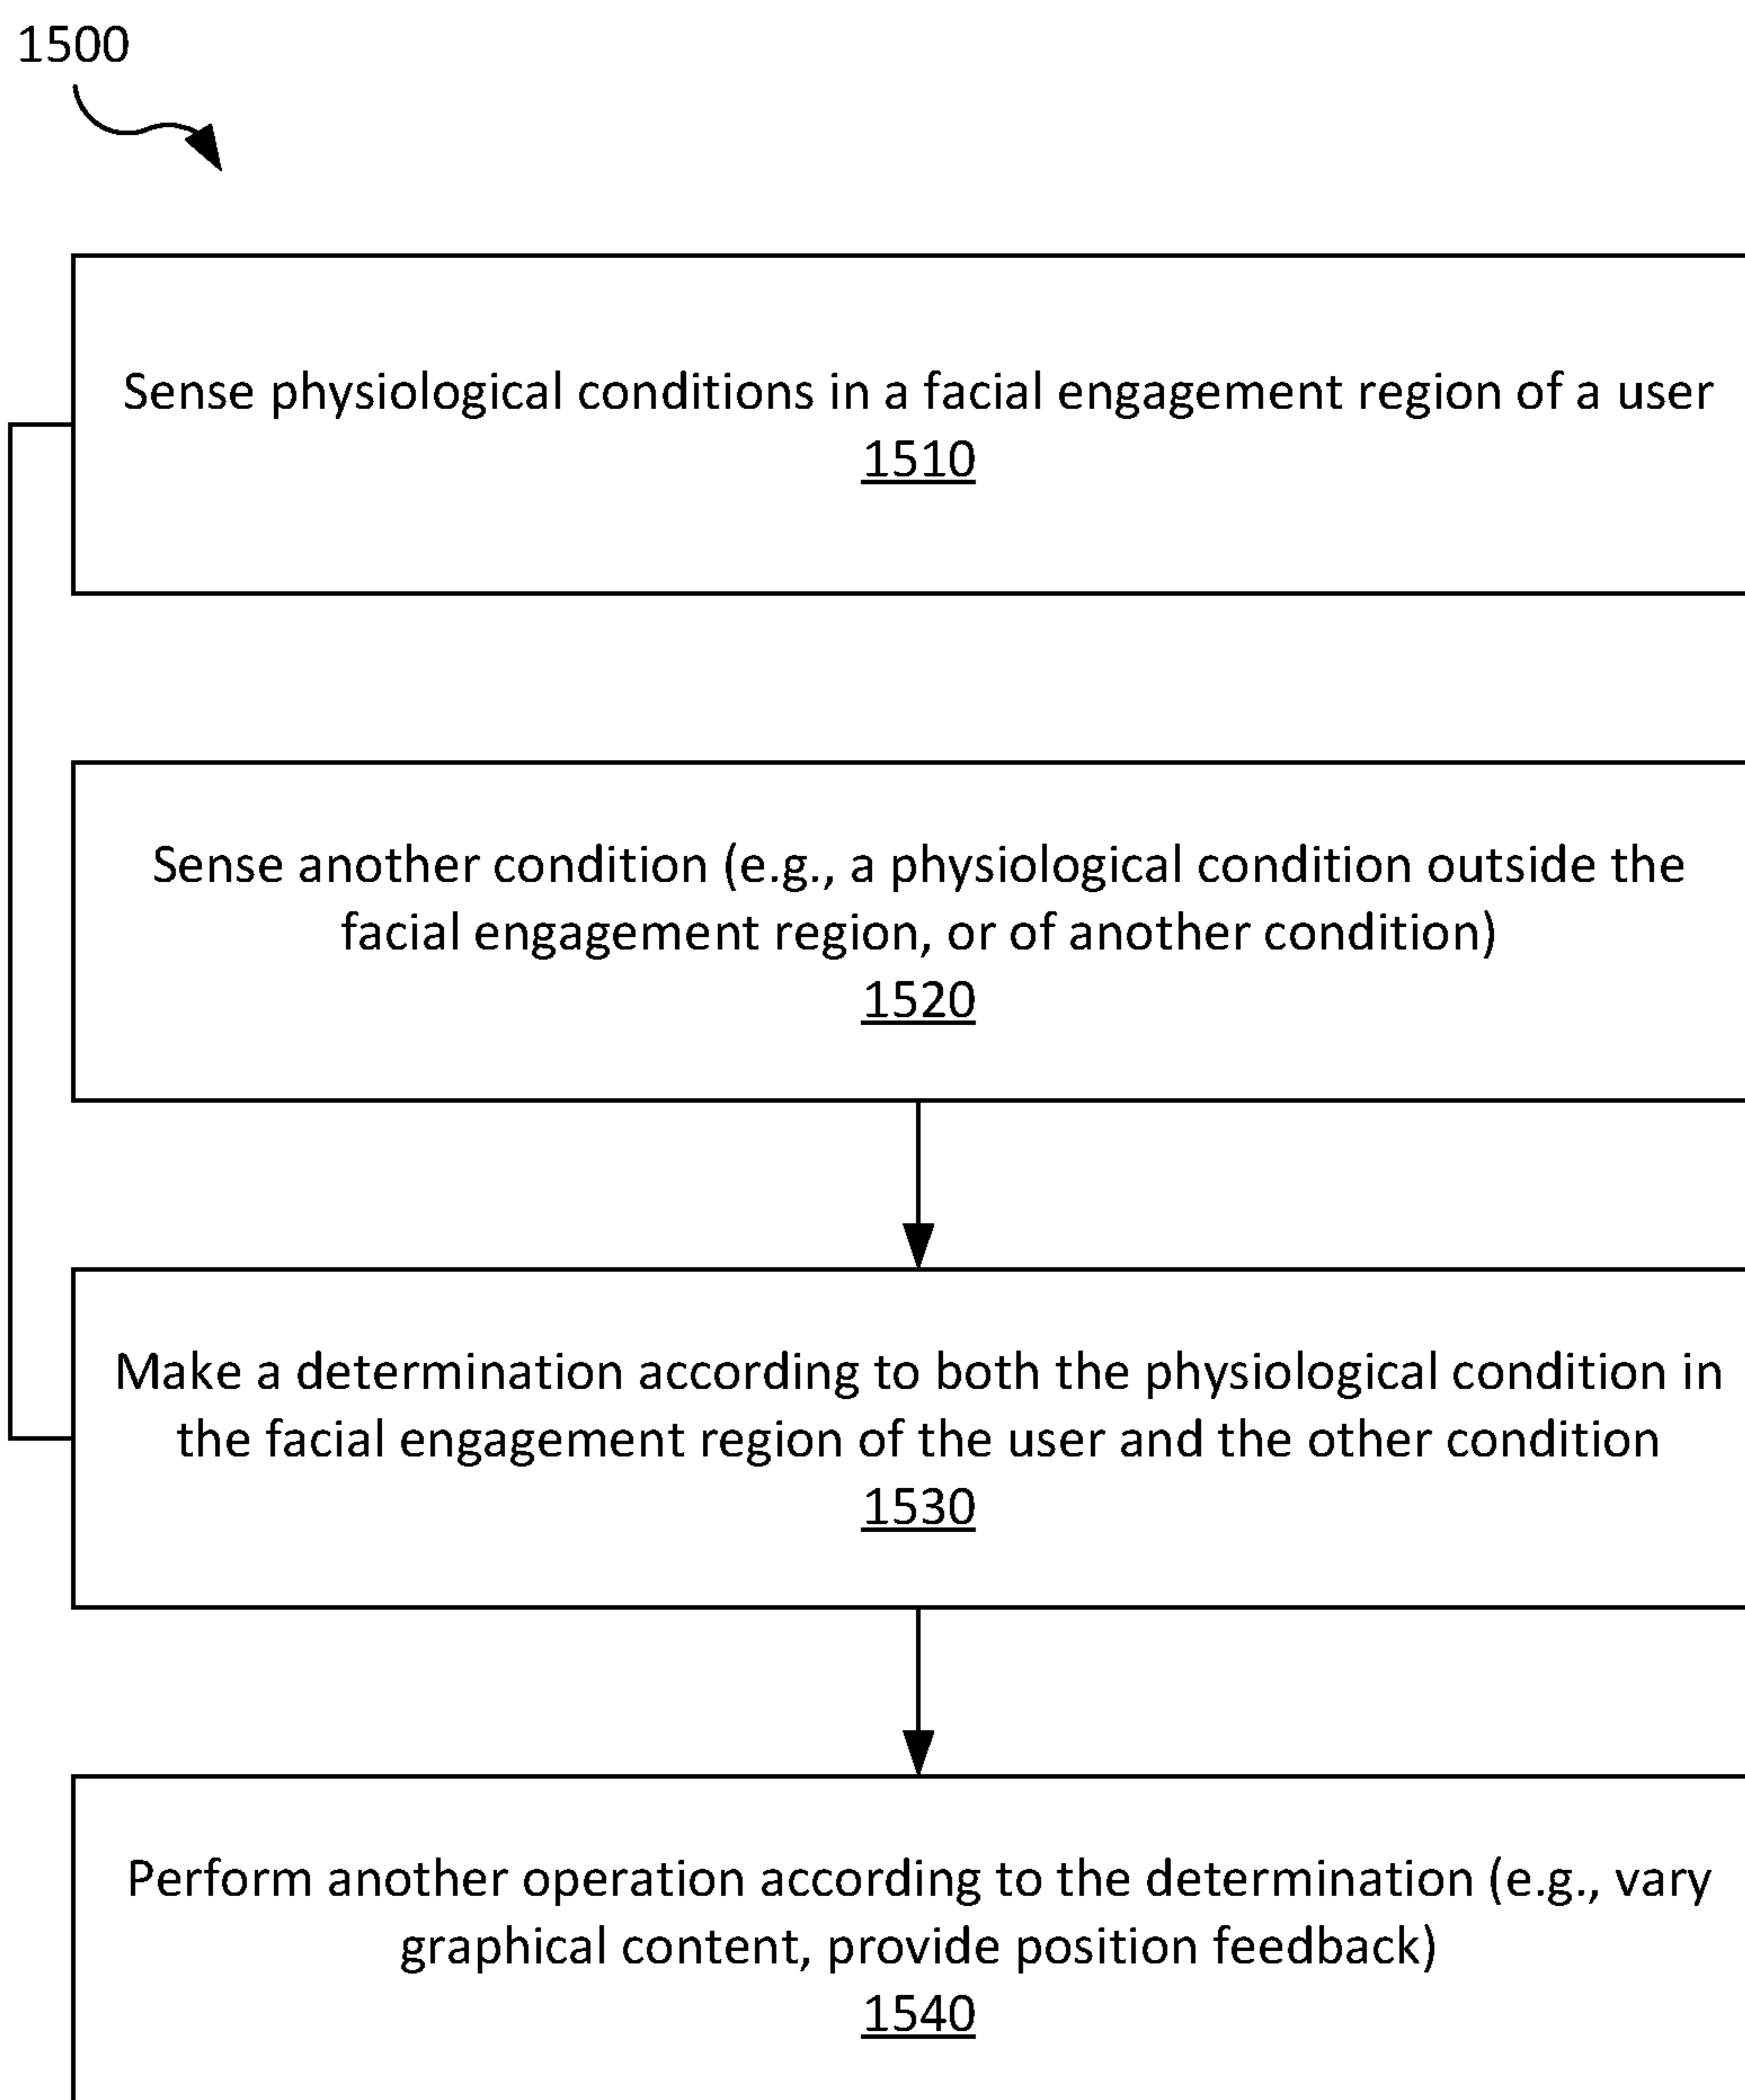 1500
Sense physiological conditions in a facial engagement region of a user
1510
Sense another condition (e.g., a physiological condition outside the
facial engagement region, or of another condition)
1520
Make a determination according to both the physiological condition in
the facial engagement region of the user and the other condition
1530
Perform another operation according to the determination (e.g., vary
graphical content, provide position feedback)
1540